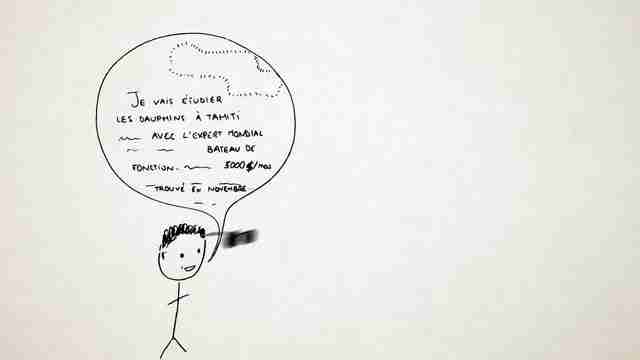 JE VAIS ÉTUDIER
LES DAUPHINS À TAHITI
AVEC L'EXPERT MONDIAL
BATEAU DE
FONCTION. 3000 $/MOIS
TROUVÉ EN NOVEMBRE